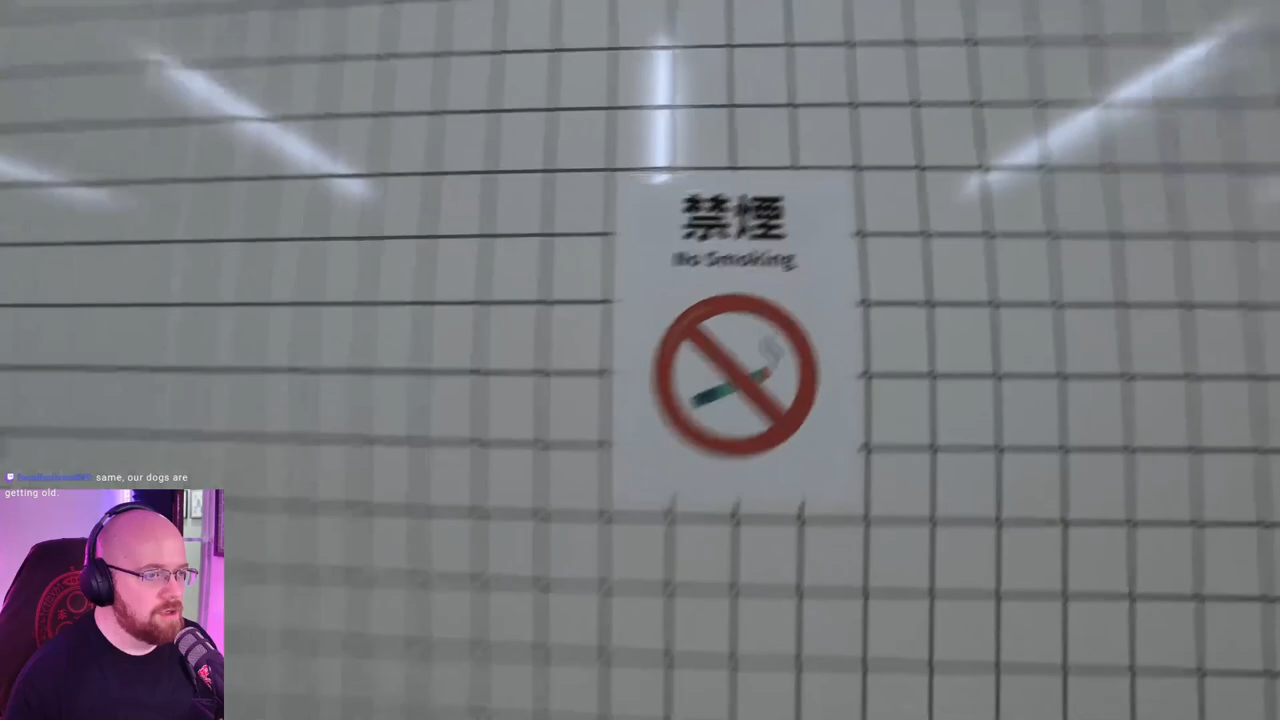 禁煙
No Smoking
same, our dogs are
getting old.